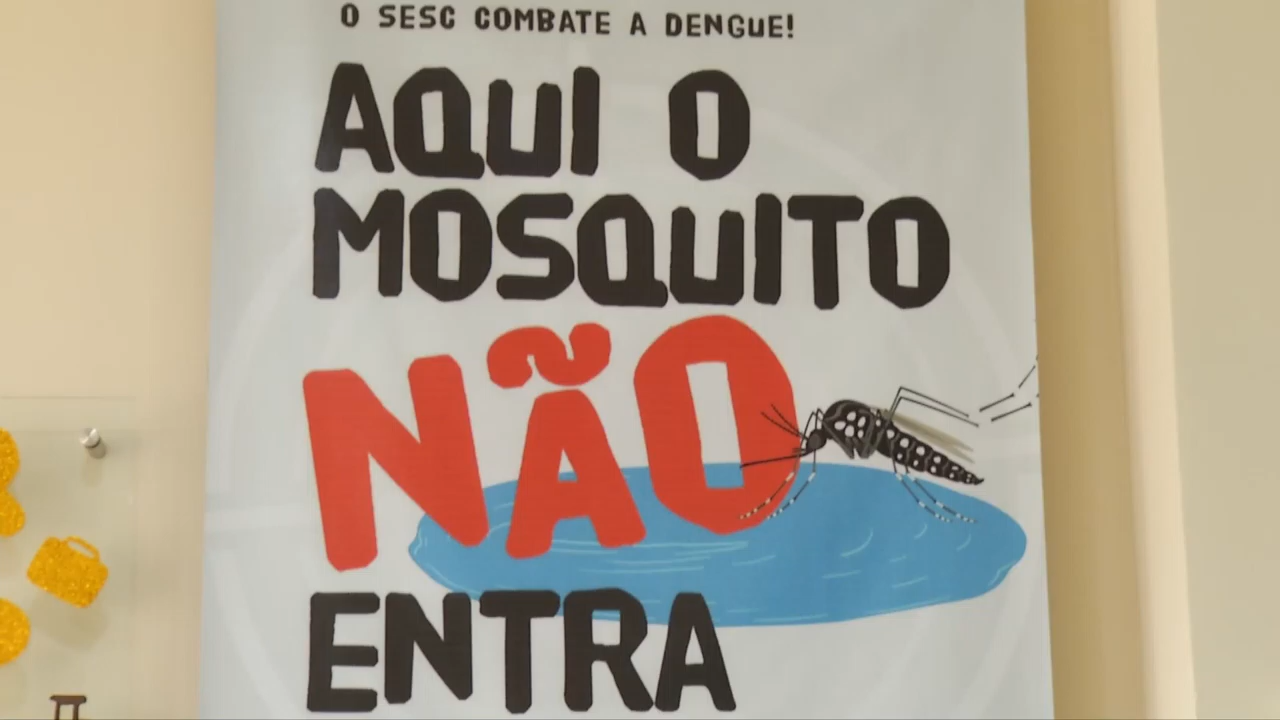 O SESC COMBATE A DENGUE!
AQUI O
MOSQUITO
NÃO
ENTRA